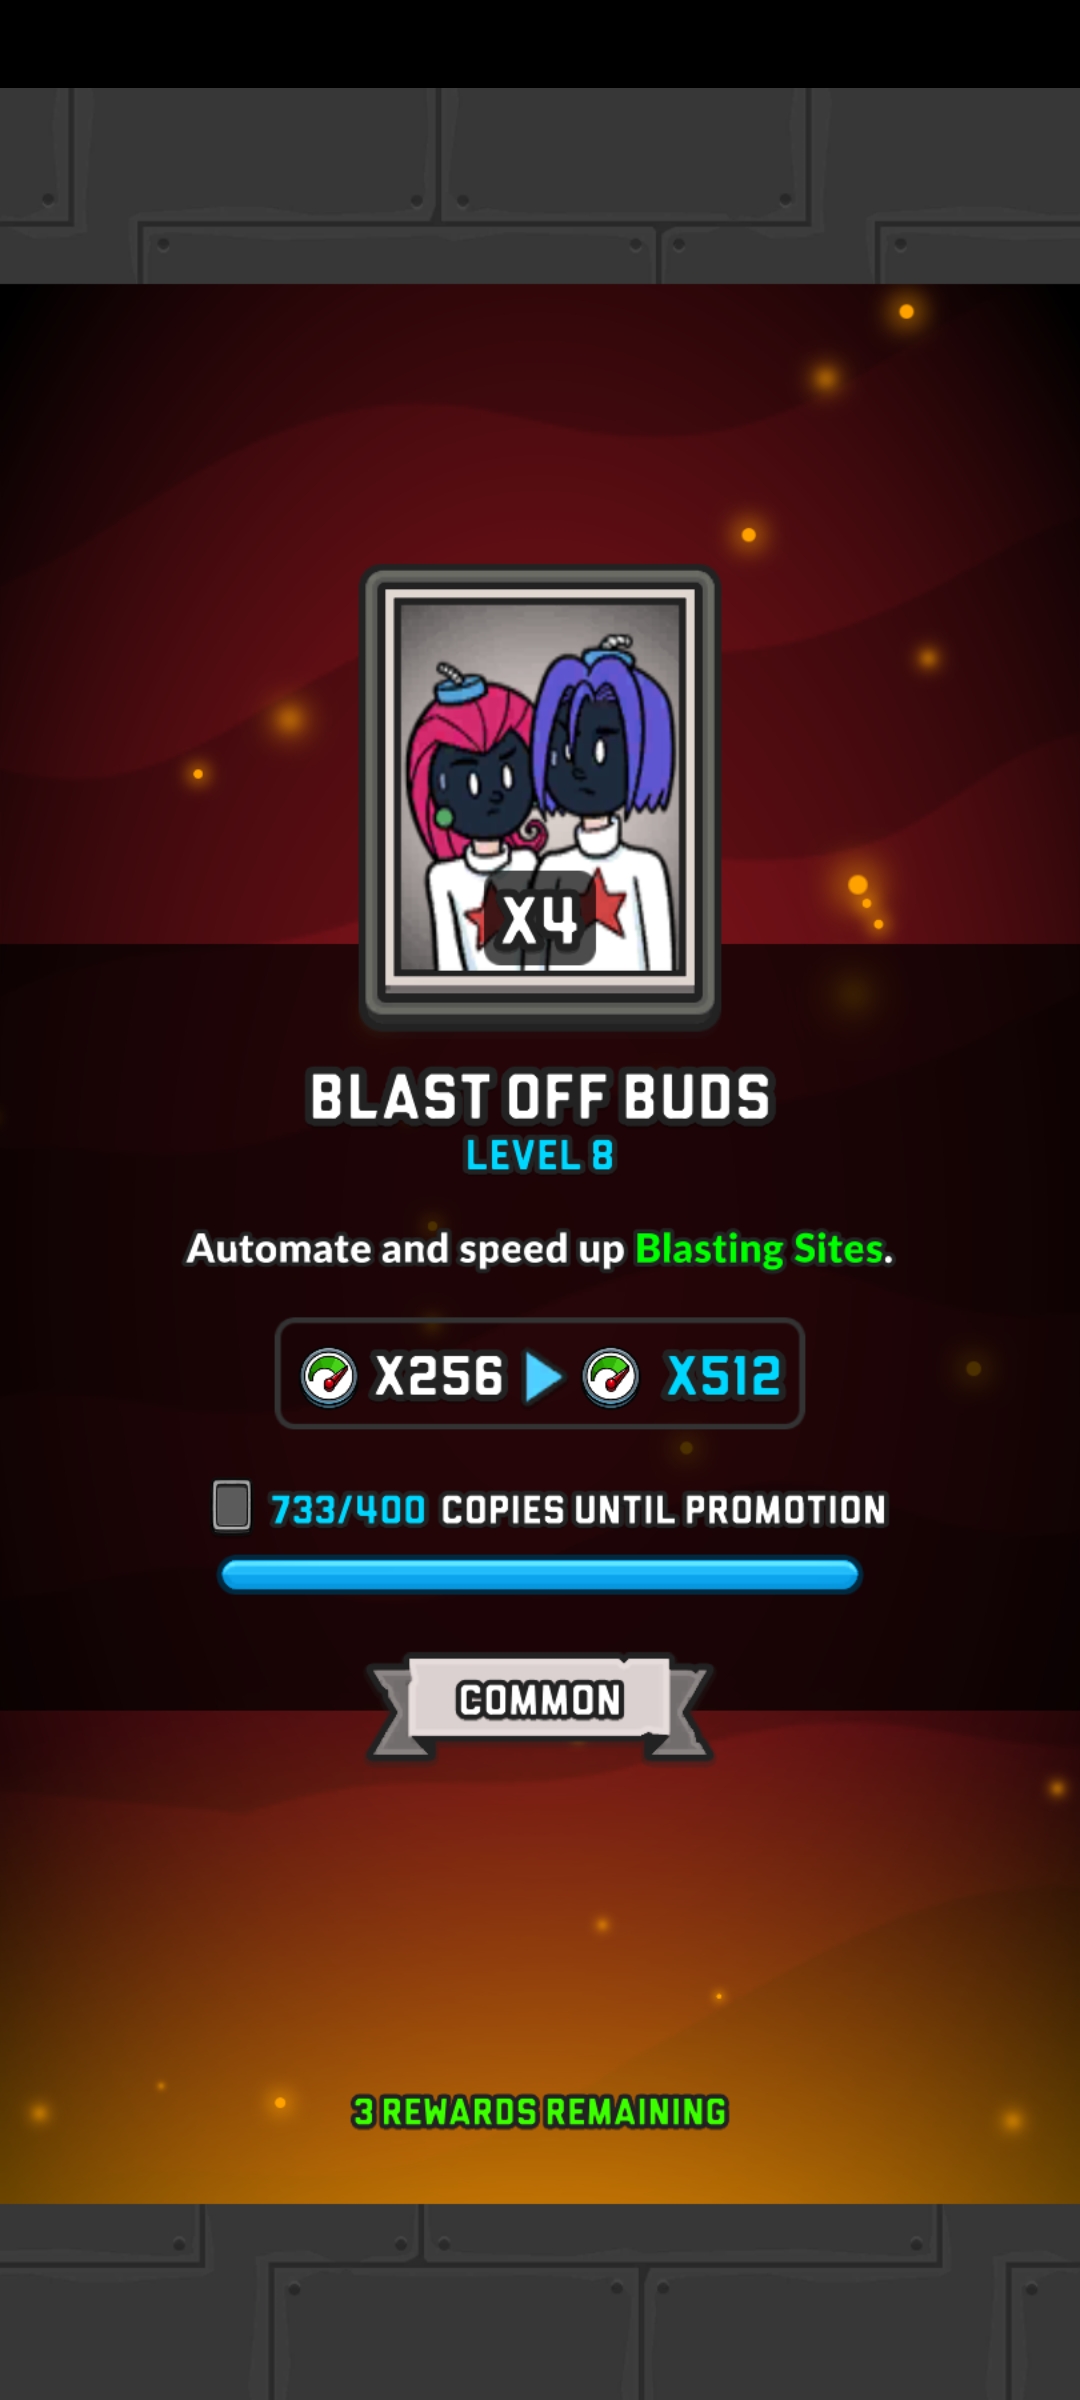 X4
BLAST OFF BUDS
LEVEL 8
Automate and speed up Blasting Sites.
X256 X512
733/400 COPIES UNTIL PROMOTION
COMMON
3 REWARDS REMAINING